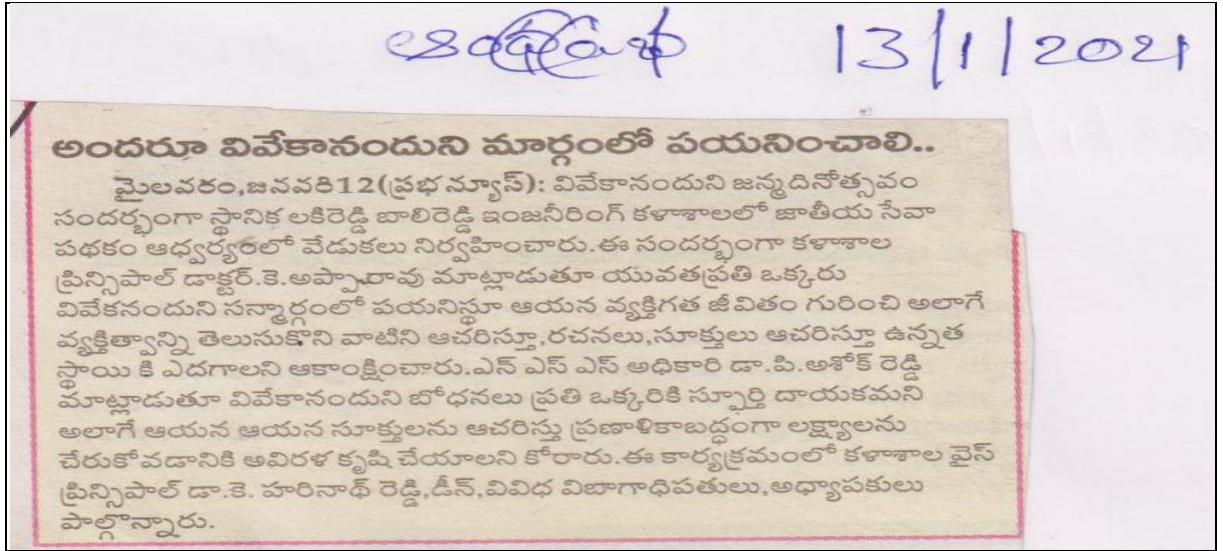 ఆంధ్రప్రభ 13/1/2021
అందరూ వివేకానందుని మార్గంలో పయనించాలి..
మైలవరం,జనవరి12(ప్రభ న్యూస్): వివేకానందుని జన్మదినోత్సవం
సందర్భంగా స్థానిక లకిరెడ్డి బాలిరెడ్డి ఇంజనీరింగ్ కళాశాలలో జాతీయ సేవా
పథకం ఆధ్వర్యంలో వేడుకలు నిర్వహించారు.ఈ సందర్భంగా కళాశాల
ప్రిన్సిపాల్ డాక్టర్.కె.అప్పారావు మాట్లాడుతూ యువతప్రతి ఒక్కరు
వివేకనందుని సన్మార్గంలో పయనిస్తూ ఆయన వ్యక్తిగత జీవితం గురించి అలాగే
వ్యక్తిత్వాన్ని తెలుసుకొని వాటిని ఆచరిస్తూ,రచనలు,సూక్తులు ఆచరిస్తూ ఉన్నత
స్థాయి కి ఎదగాలని ఆకాంక్షించారు.ఎన్ ఎస్ ఎస్ అధికారి డా.పి.అశోక్ రెడ్డి
మాట్లాడుతూ వివేకానందుని బోధనలు ప్రతి ఒక్కరికి స్ఫూర్తి దాయకమని
అలాగే ఆయన ఆయన సూక్తులను ఆచరిస్తు ప్రణాళికాబద్ధంగా లక్ష్యాలను
చేరుకోవడానికి అవిరళ కృషి చేయాలని కోరారు.ఈ కార్యక్రమంలో కళాశాల వైస్
ప్రిన్సిపాల్ డా.కె. హరినాథ్ రెడ్డి,డీన్,వివిధ విబాగాధిపతులు,అధ్యాపకులు
పాల్గొన్నారు.